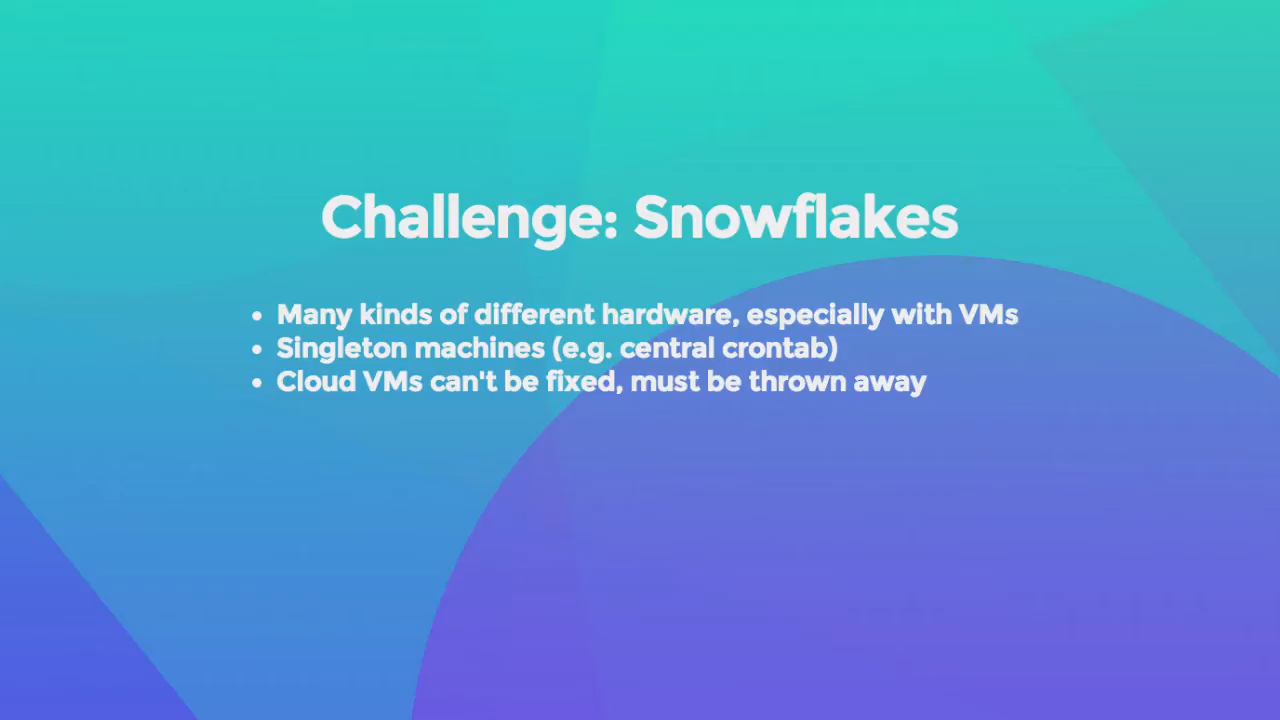 Challenge: Snowflakes
• Many kinds of different hardware, especially with VMs
• Singleton machines (e.g. central crontab)
• Cloud VMs can't be fixed, must be thrown away